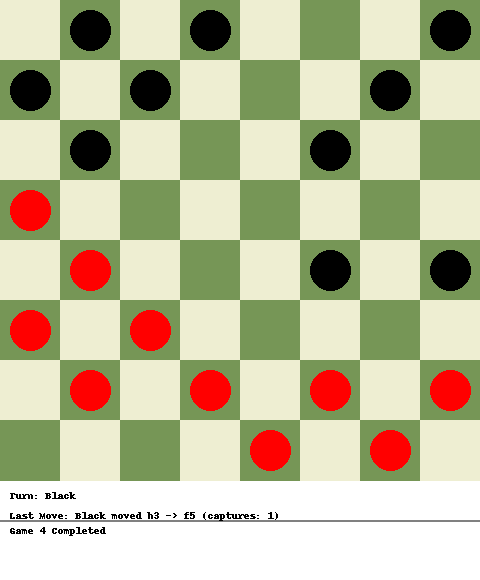 Turn: Black
Last Move: Black moved h3 -> f5 (captures: 1)
Game 4 Completed